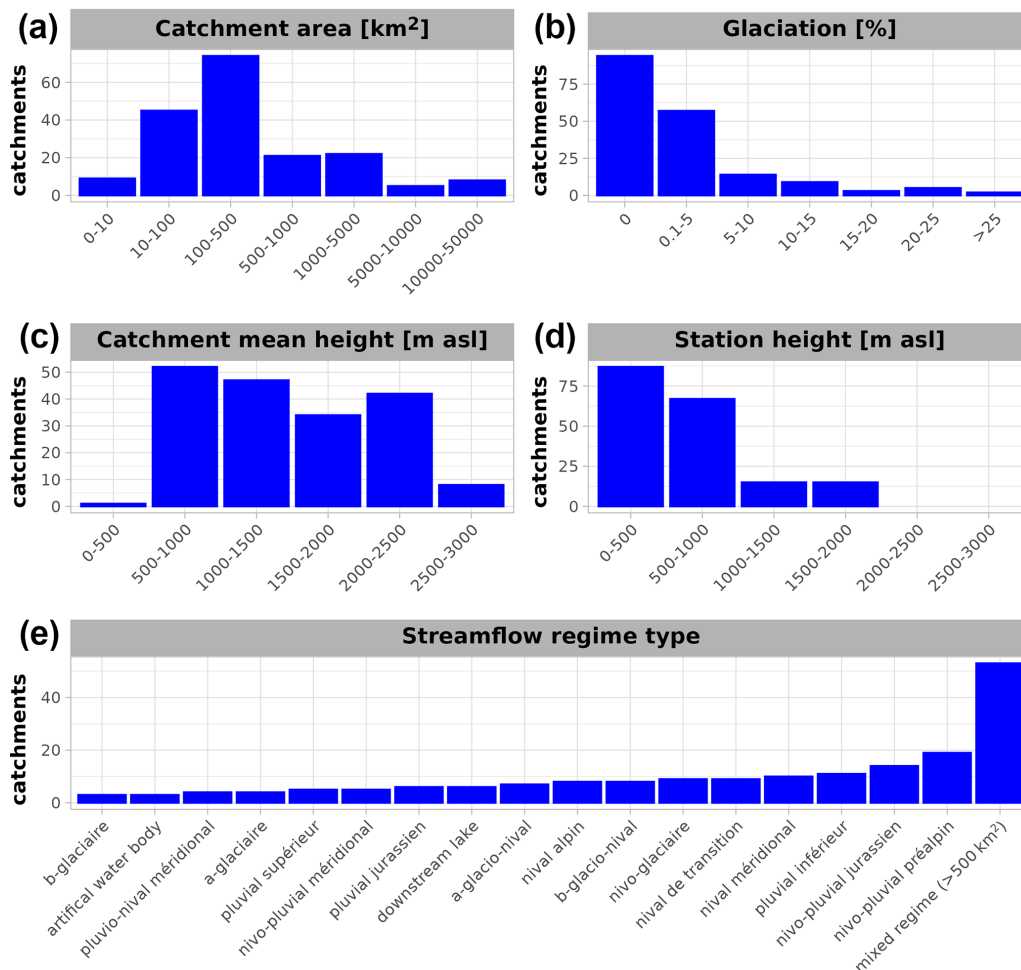 (a)
Catchment area [km²]
catchments
60
40
20
0
0-10
10-100
100-500
500-1000
1000-5000
5000-10000
10000-50000
(b)
Glaciation [%]
catchments
75
50
25
0
0
0.1-5
5-10
10-15
15-20
20-25
>25
(c)
Catchment mean height [m asl]
catchments
50
40
30
20
10
0
0-500
500-1000
1000-1500
1500-2000
2000-2500
2500-3000
(d)
Station height [m asl]
catchments
75
50
25
0
0-500
500-1000
1000-1500
1500-2000
2000-2500
2500-3000
(e)
Streamflow regime type
catchments
40
20
0
b-glaciaire
artifical water body
pluvio-nival méridional
a-glaciaire
pluvial supérieur
nivo-pluvial méridional
pluvial jurassien
downstream lake
a-glacio-nival
nival alpin
b-glacio-nival
nivo-glaciaire
nival de transition
nival méridional
pluvial inférieur
nivo-pluvial jurassien
nivo-pluvial préalpin
mixed regime (>500 km²)